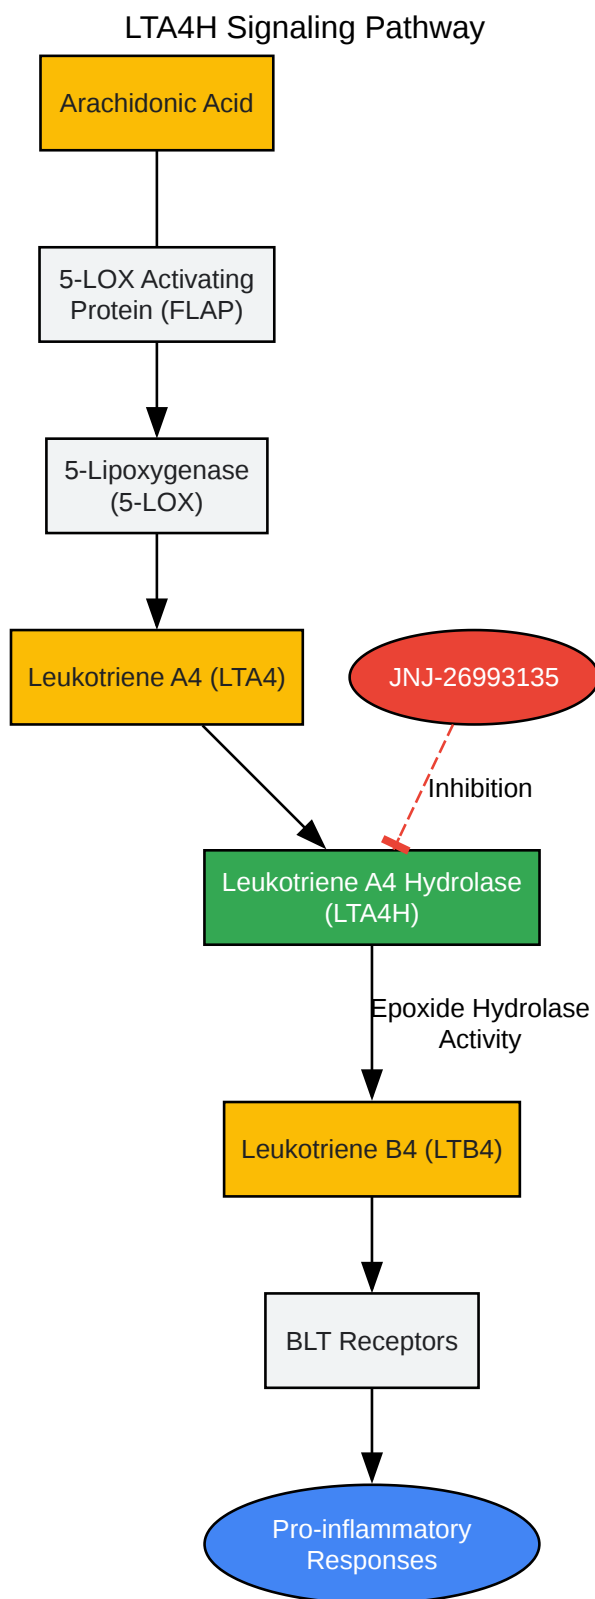 LTA4H Signaling Pathway
Arachidonic Acid
5-LOX Activating
Protein (FLAP)
5-Lipoxygenase
(5-LOX)
Leukotriene A4 (LTA4)
JNJ-26993135
Inhibition
Leukotriene A4 Hydrolase
(LTA4H)
Epoxide Hydrolase
Activity
Leukotriene B4 (LTB4)
BLT Receptors
Pro-inflammatory
Responses